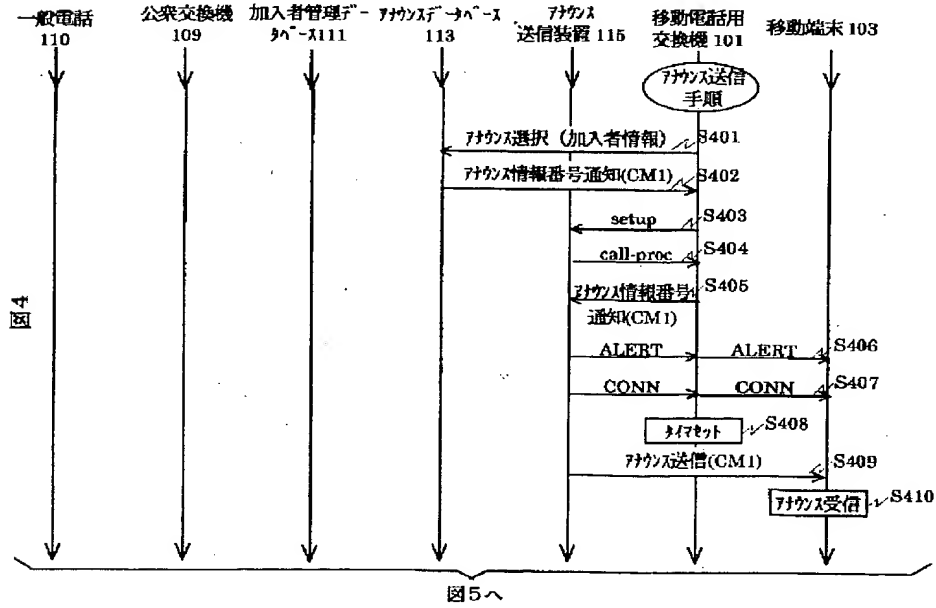 一般電話
110
公衆交換機
109
加入者管理デー
タベース111
アナウンスデータベース
113
アナウンス
送信装置 115
移動電話用
交換機 101
移動端末 103
アナウンス送信
手順
アナウンス選択 (加入者情報)
S401
アナウンス情報番号通知(CM1)
S402
setup
S403
call-proc
S404
アナウンス情報番号
通知(CM1)
S405
ALERT
ALERT
S406
CONN
CONN
S407
タイマセット
S408
アナウンス送信(CM1)
S409
アナウンス受信
S410
図4
図5へ